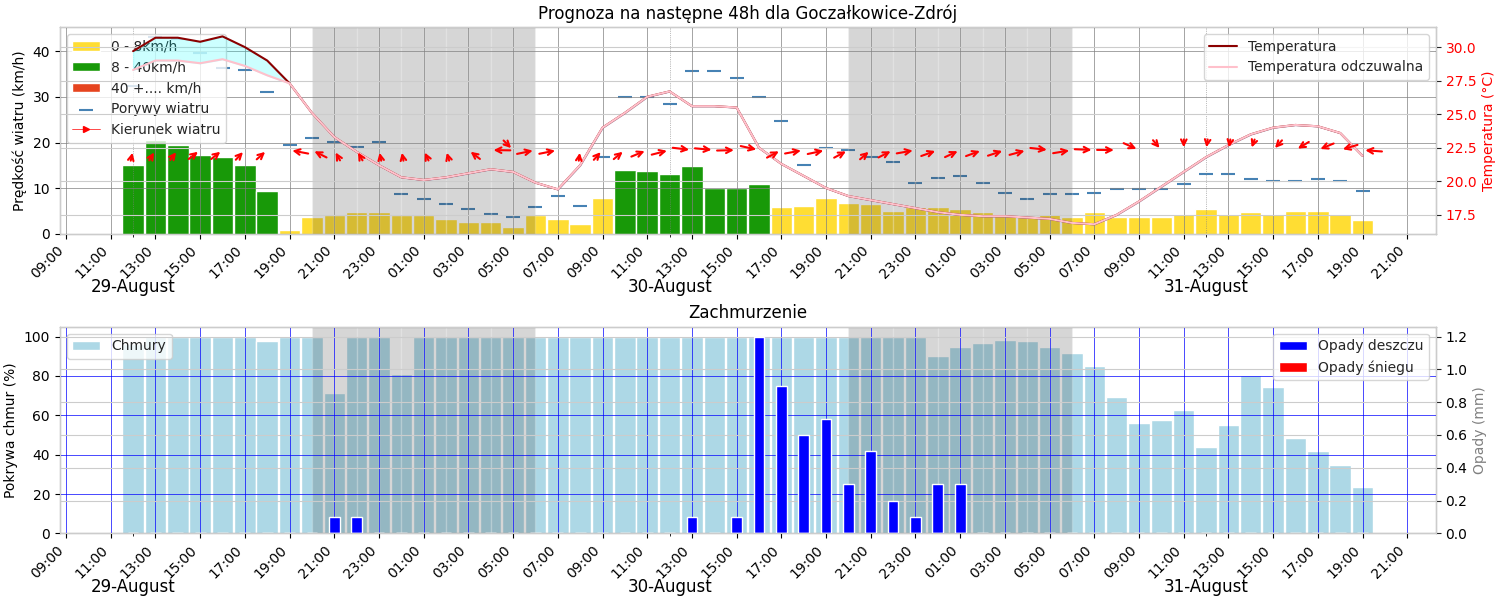 Prognoza na następne 48h dla Goczałkowice-Zdrój
Prędkość wiatru (km/h)
40
30
20
10
0
0 - 8km/h
8 - 40km/h
40 +.... km/h
Porywy wiatru
Kierunek wiatru
Temperatura
Temperatura odczuwalna
30.0
27.5
25.0
22.5
20.0
17.5
Temperatura (°C)
09:00 11:00 13:00 15:00 17:00 19:00 21:00 23:00 01:00 03:00 05:00 07:00 09:00 11:00 13:00 15:00 17:00 19:00 21:00 23:00 01:00 03:00 05:00 07:00 09:00 11:00 13:00 15:00 17:00 19:00 21:00
29-August 30-August 31-August
Zachmurzenie
Pokrywa chmur (%)
100
80
60
40
20
0
Chmury
Opady deszczu
Opady śniegu
1.2
1.0
0.8
0.6
0.4
0.2
0.0
Opady (mm)
09:00 11:00 13:00 15:00 17:00 19:00 21:00 23:00 01:00 03:00 05:00 07:00 09:00 11:00 13:00 15:00 17:00 19:00 21:00 23:00 01:00 03:00 05:00 07:00 09:00 11:00 13:00 15:00 17:00 19:00 21:00
29-August 30-August 31-August